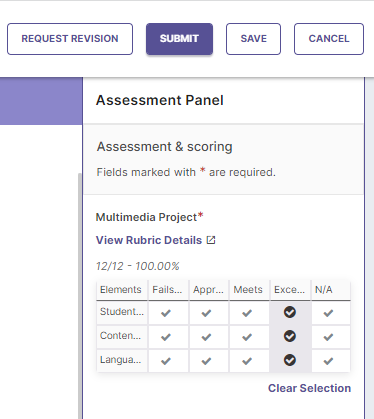 REQUEST REVISION SUBMIT SAVE CANCEL
Assessment Panel
Assessment & scoring
Fields marked with * are required.
Multimedia Project*
View Rubric Details
12/12 - 100.00%
Elements Fails... Appr... Meets Exce... N/A
Student...
Conten...
Langua...
Clear Selection